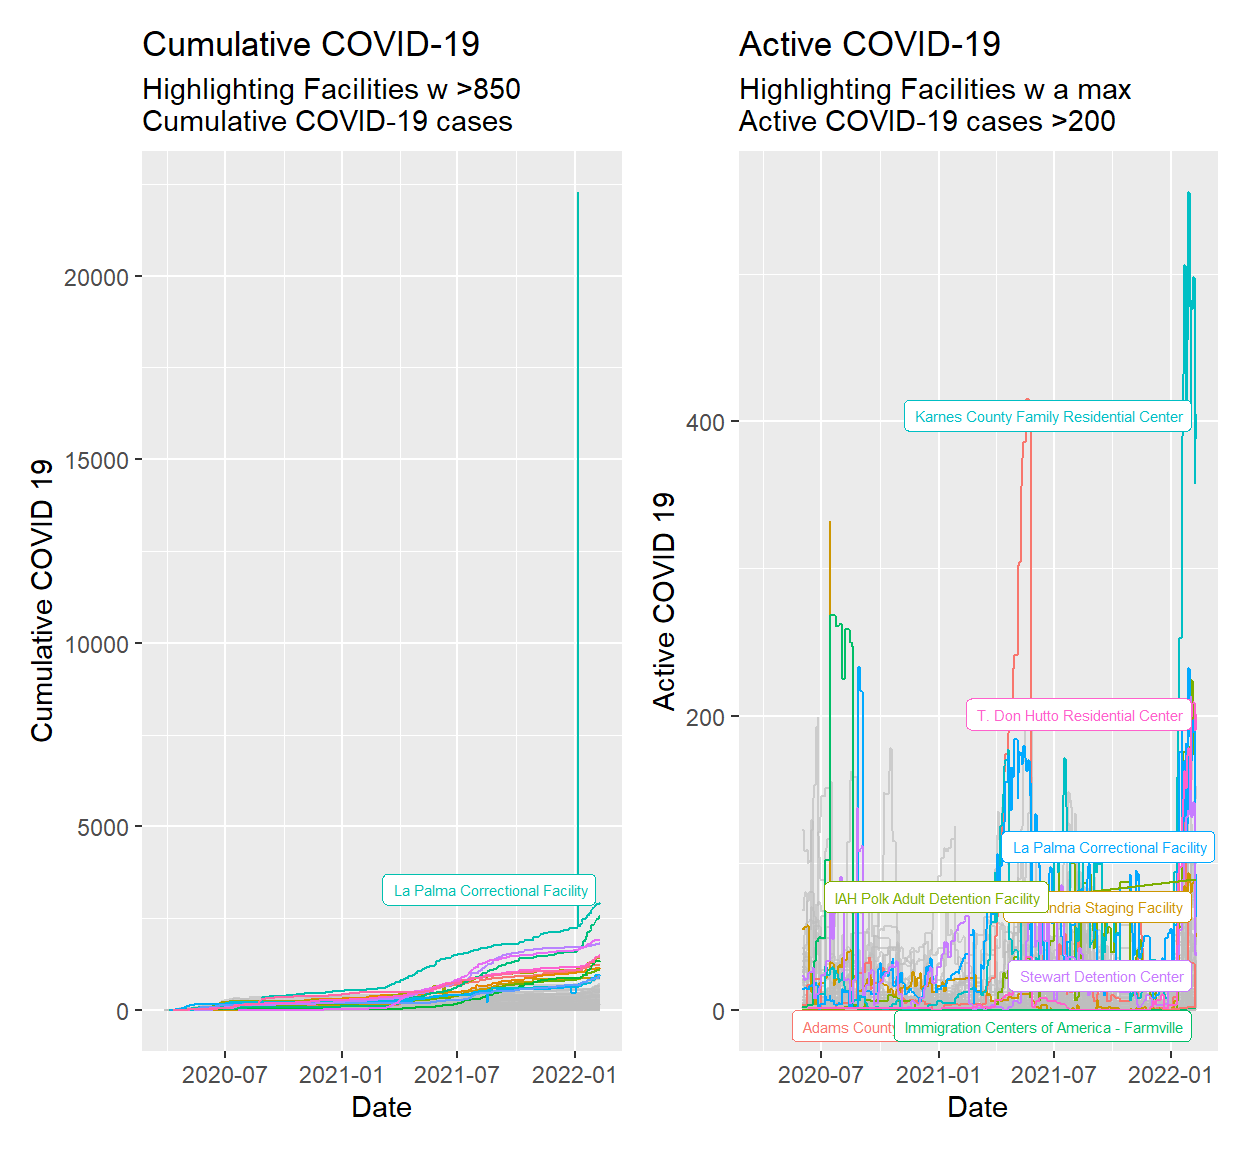 Cumulative COVID-19
Highlighting Facilities w >850
Cumulative COVID-19 cases
Cumulative COVID 19
20000
15000
10000
5000
0
La Palma Correctional Facility
2020-07
2021-01
2021-07
2022-01
Date
Active COVID-19
Highlighting Facilities w a max
Active COVID-19 cases >200
Active COVID 19
400
200
0
Karnes County Family Residential Center
T. Don Hutto Residential Center
La Palma Correctional Facility
IAH Polk Adult Detention Facility
Staging Facility
Stewart Detention Center
Adams
Immigration Centers of America - Farmville
2020-07
2021-01
2021-07
2022-01
Date